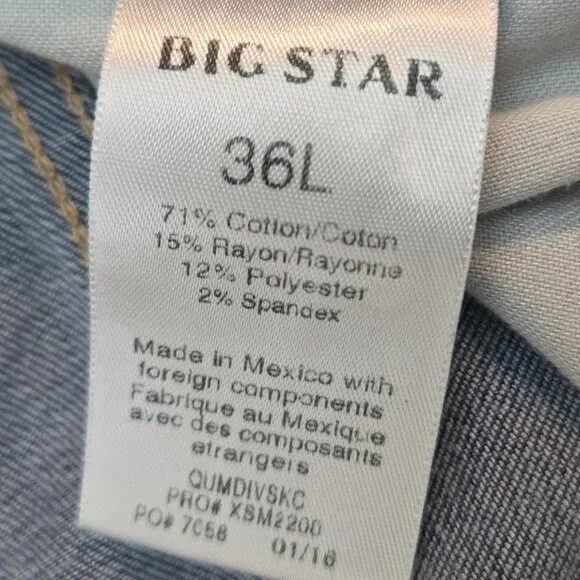 BIG STAR
36L
71% Cotton/Coton
15% Rayon/Rayonne
12% Polyester
2% Spandex
Made in Mexico with
foreign components
Fabrique au Mexique
avec des composants
etrangeis
QUMDIVSKC
PRO# XSM2200
PO# 7C58 01/16